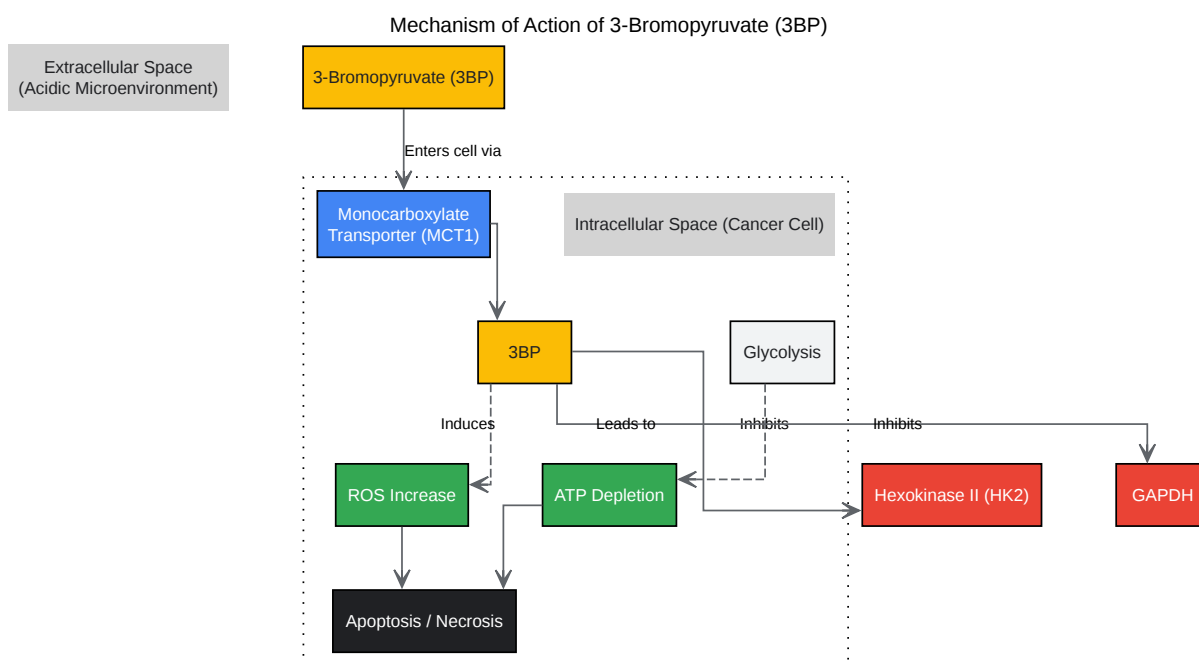 Mechanism of Action of 3-Bromopyruvate (3BP)
Extracellular Space
(Acidic Microenvironment)
3-Bromopyruvate (3BP)
Enters cell via
Monocarboxylate
Transporter (MCT1)
Intracellular Space (Cancer Cell)
3BP
Glycolysis
Induces
Leads to
Inhibits
Inhibits
ROS Increase
ATP Depletion
Hexokinase II (HK2)
GAPDH
Apoptosis / Necrosis